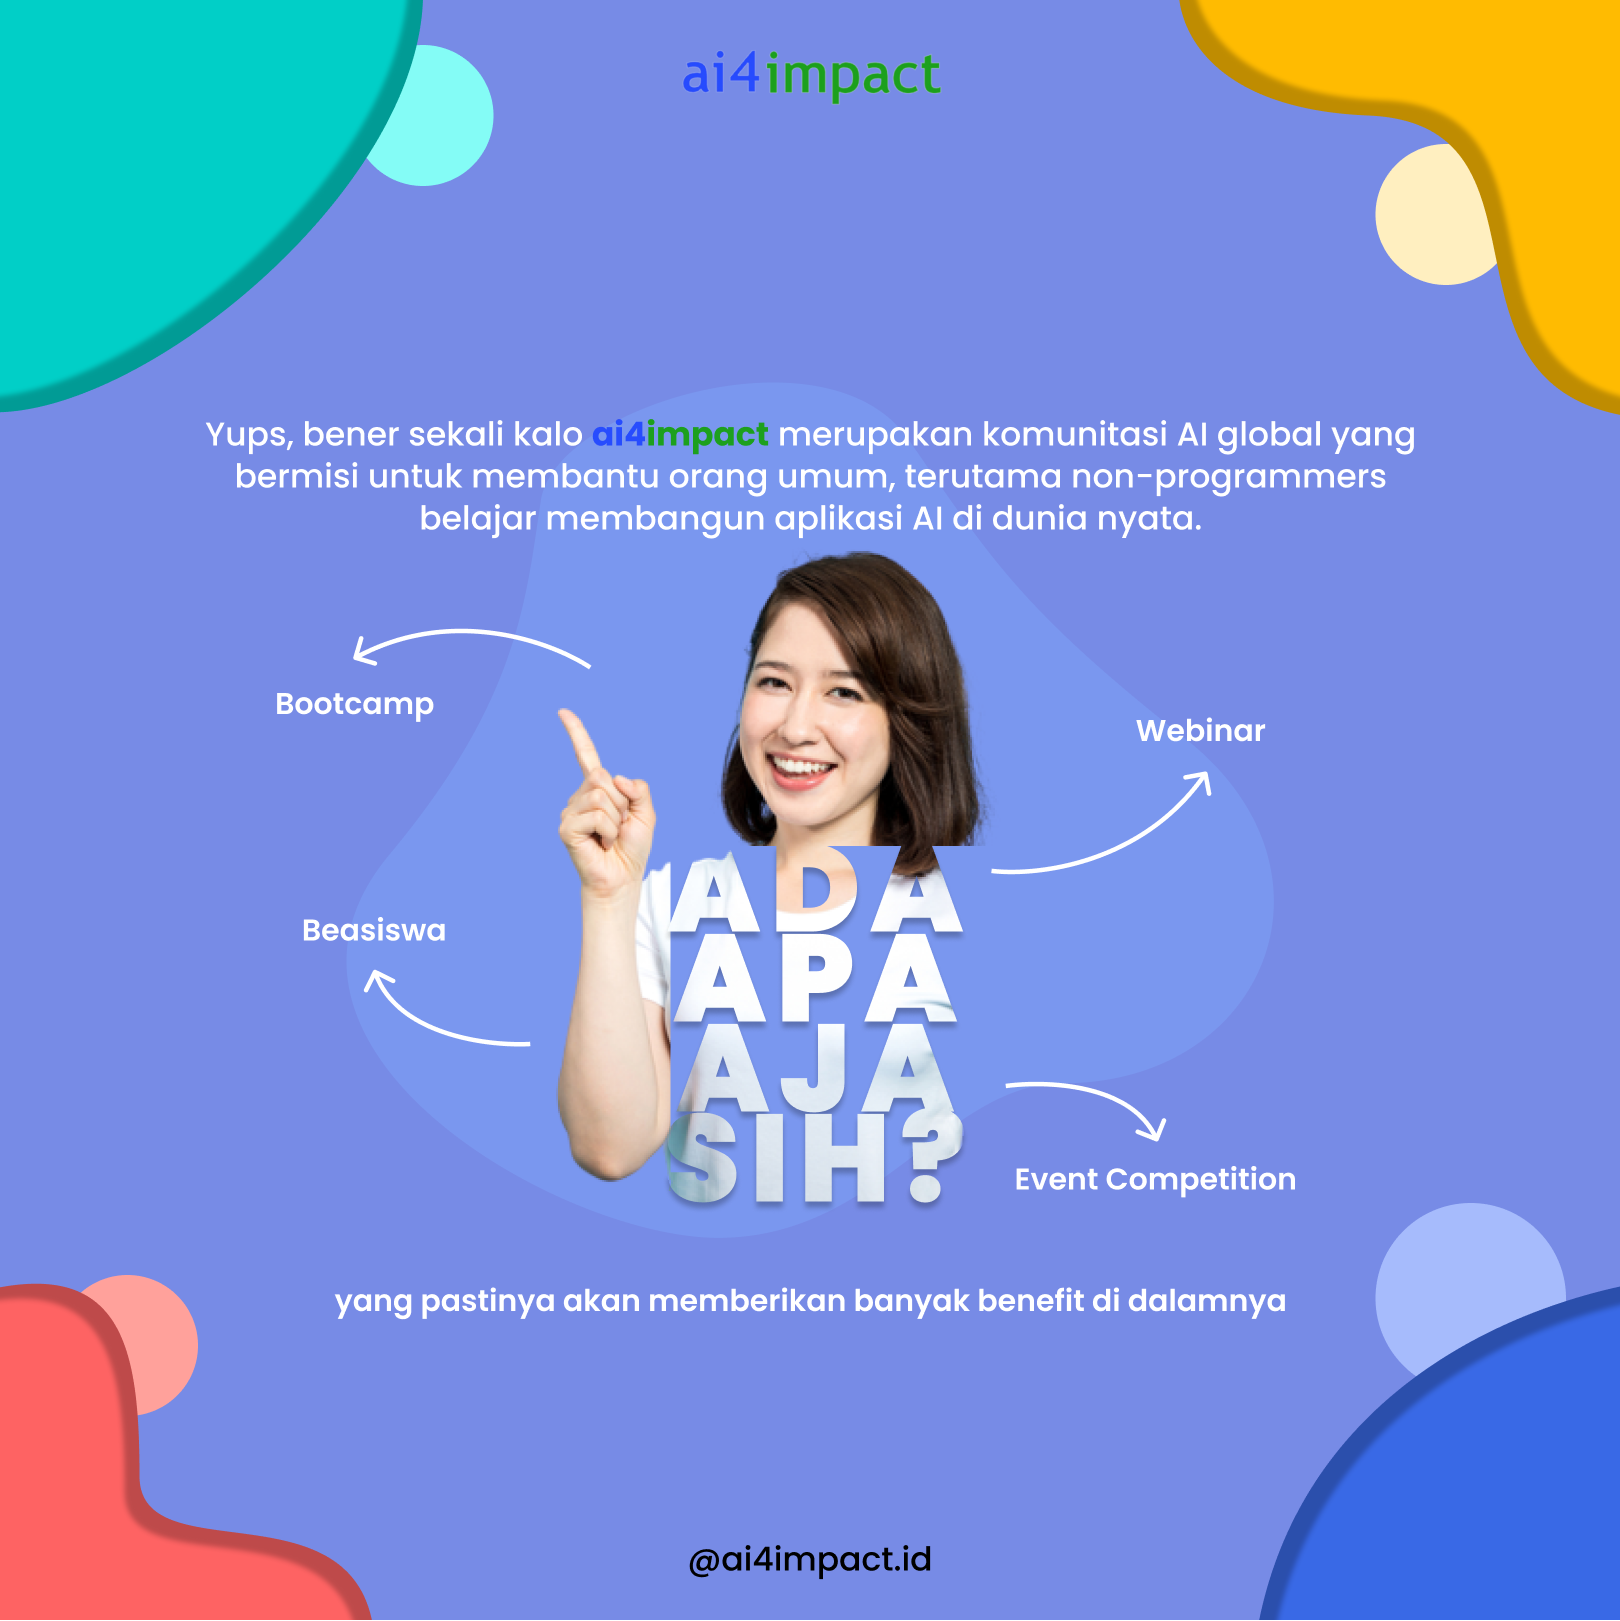 ai4impact
Yups, bener sekali kalo ai4impact merupakan komunitasi AI global yang
bermisi untuk membantu orang umum, terutama non-programmers
belajar membangun aplikasi AI di dunia nyata.
Bootcamp
Webinar
Beasiswa
ADA
APA
AJA
SIH?
Event Competition
yang pastinya akan memberikan banyak benefit di dalamnya
@ai4impact.id